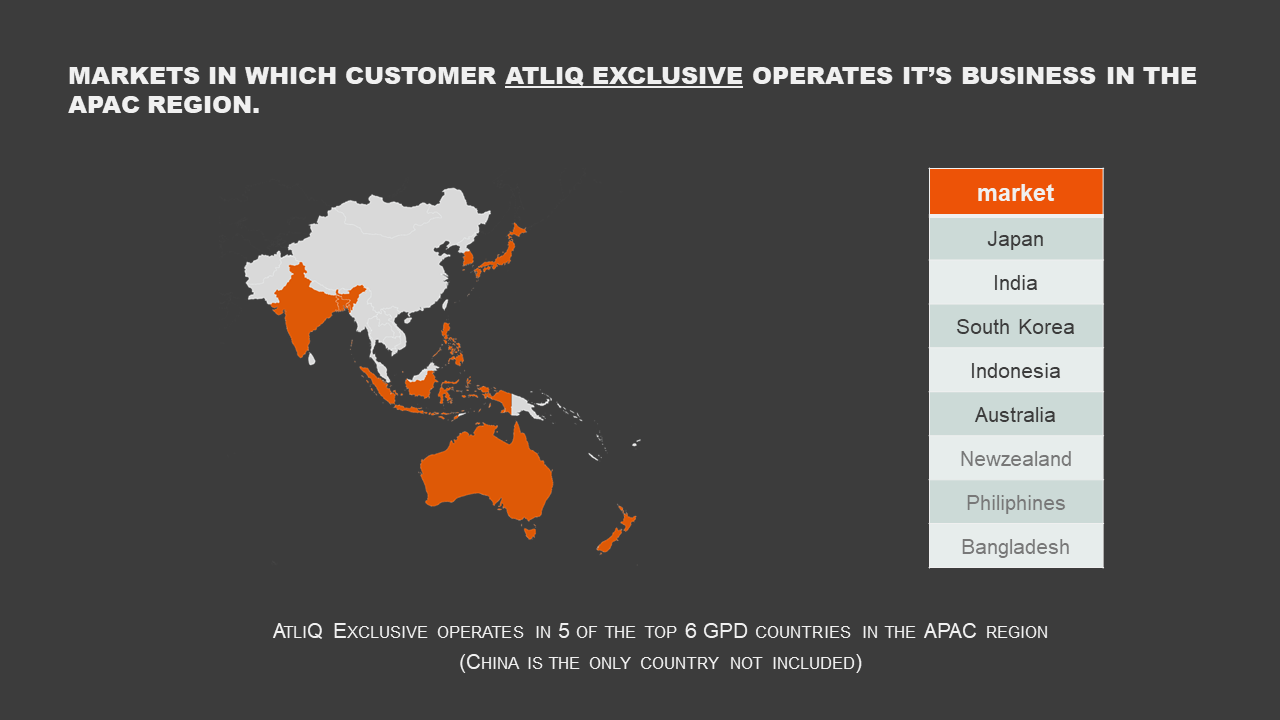 MARKETS IN WHICH CUSTOMER ATLIQ EXCLUSIVE OPERATES IT’S BUSINESS IN THE
APAC REGION.
market
Japan
India
South Korea
Indonesia
Australia
Newzealand
Philiphines
Bangladesh
AtliQ Exclusive operates in 5 of the top 6 GPD countries in the APAC region
(China is the only country not included)